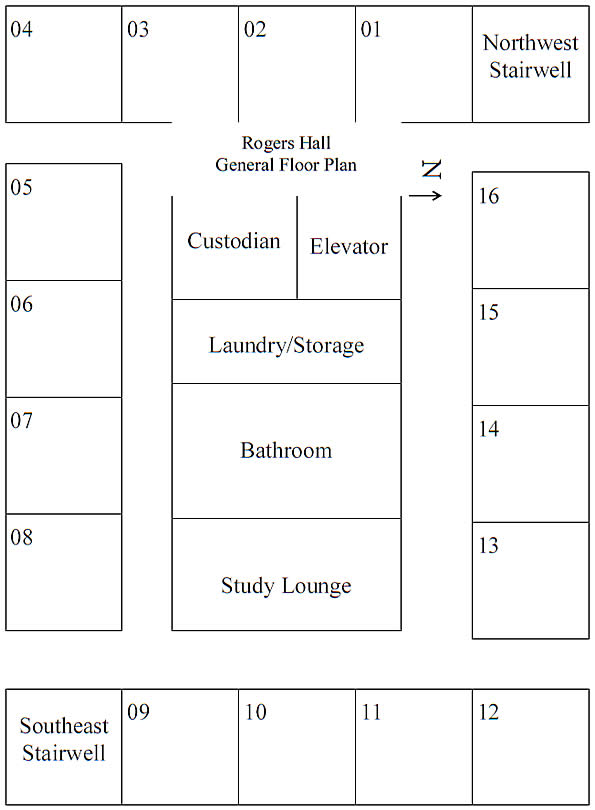 04
03
02
01
Northwest
Stairwell
Rogers Hall
General Floor Plan
N
05
16
Custodian
Elevator
06
15
Laundry/Storage
07
14
Bathroom
08
13
Study Lounge
Southeast
Stairwell
09
10
11
12